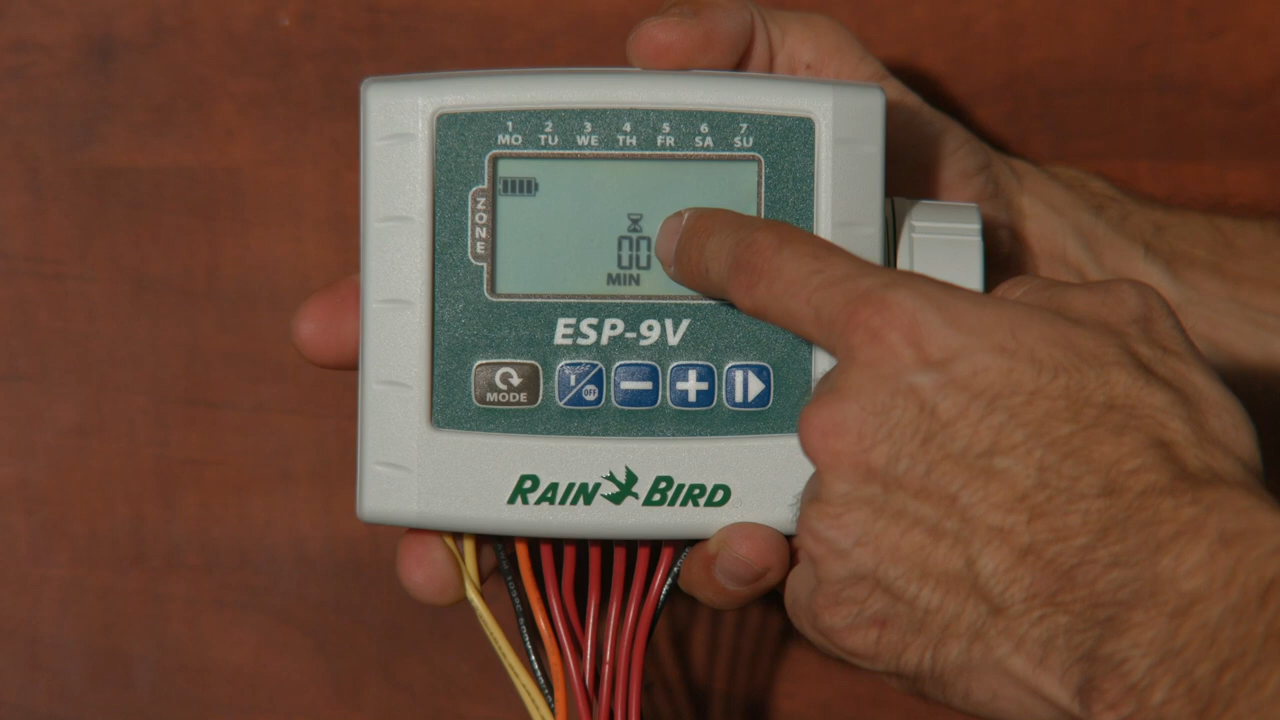 1 2 3 4 5 6 7
MO TU WE TH FR SA SU
ZONE
00
MIN
ESP-9V
MODE
OFF
RAIN BIRD